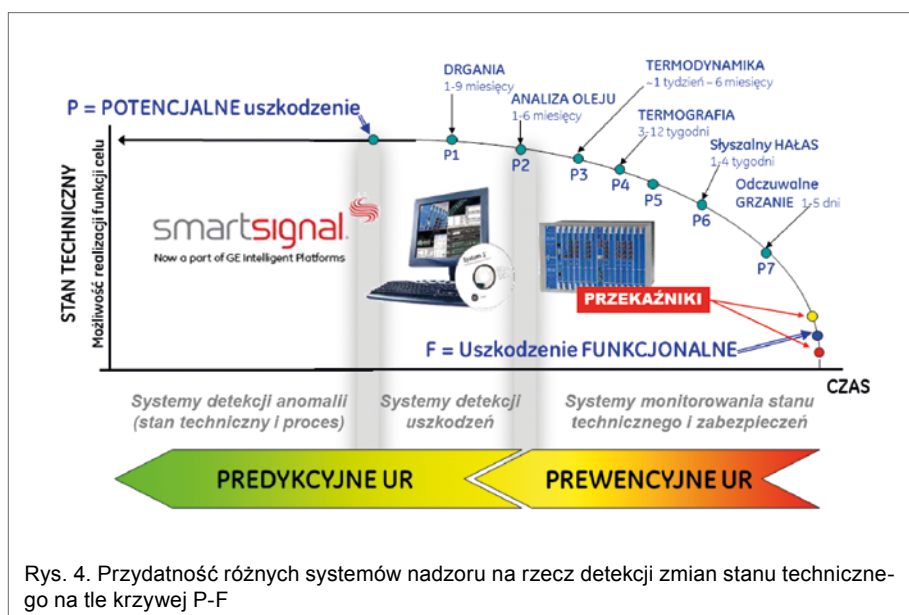 DRGANIA
1-9 miesięcy
P = POTENCJALNE uszkodzenie
ANALIZA OLEJU
1-6 miesięcy
TERMODYNAMIKA
~1 tydzień – 6 miesięcy
TERMOGRAFIA
3-12 tygodni
Słyszalny HAŁAS
1-4 tygodni
Odczuwalne
GRZANIE 1-5 dni
P1
P2
P3
P4
P5
P6
P7
STAN TECHNICZNY
Możliwość realizacji funkcji celu
smartsignal
Now a part of GE Intelligent Platforms
System 1
PRZEKAŹNIKI
F = Uszkodzenie FUNKCJONALNE
CZAS
Systemy detekcji anomalii
(stan techniczny i proces)
Systemy detekcji
uszkodzeń
Systemy monitorowania stanu
technicznego i zabezpieczeń
PREDYKCYJNE UR
PREWENCYJNE UR
Rys. 4. Przydatność różnych systemów nadzoru na rzecz detekcji zmian stanu techniczne-
go na tle krzywej P-F